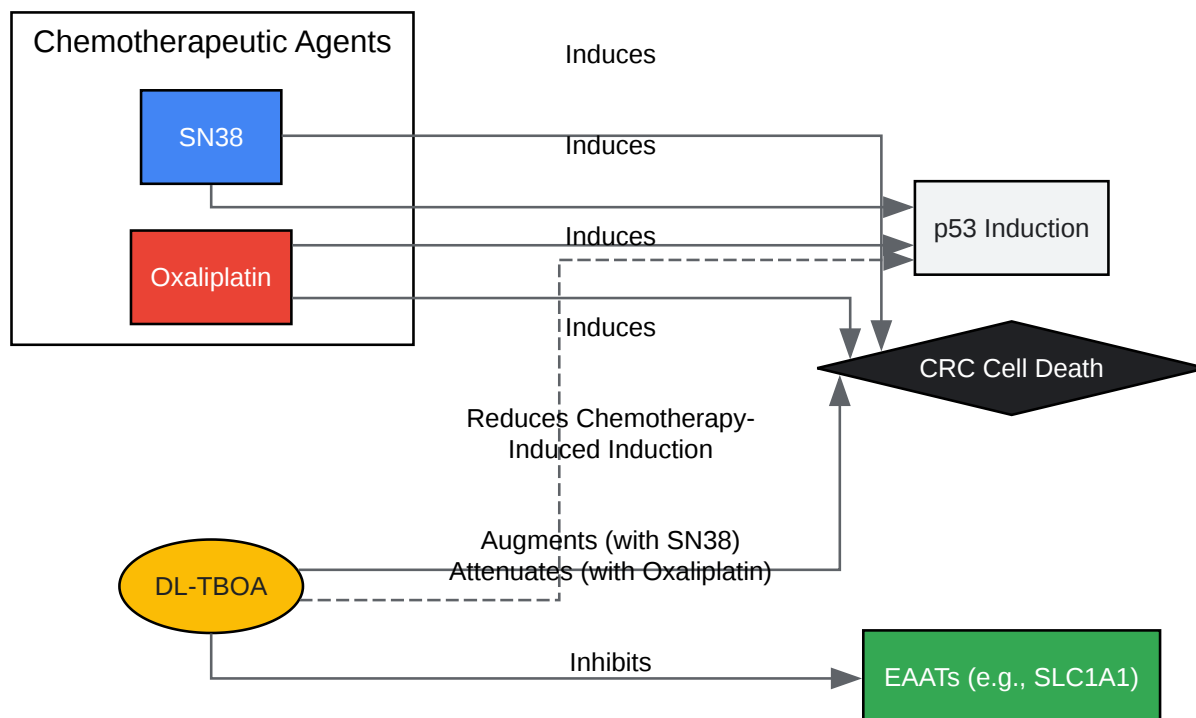 Chemotherapeutic Agents
Induces
SN38
Induces
p53 Induction
Induces
Oxaliplatin
Induces
CRC Cell Death
Reduces Chemotherapy-
Induced Induction
Augments (with SN38)
Attenuates (with Oxaliplatin)
DL-TBOA
Inhibits
EAATs (e.g., SLC1A1)